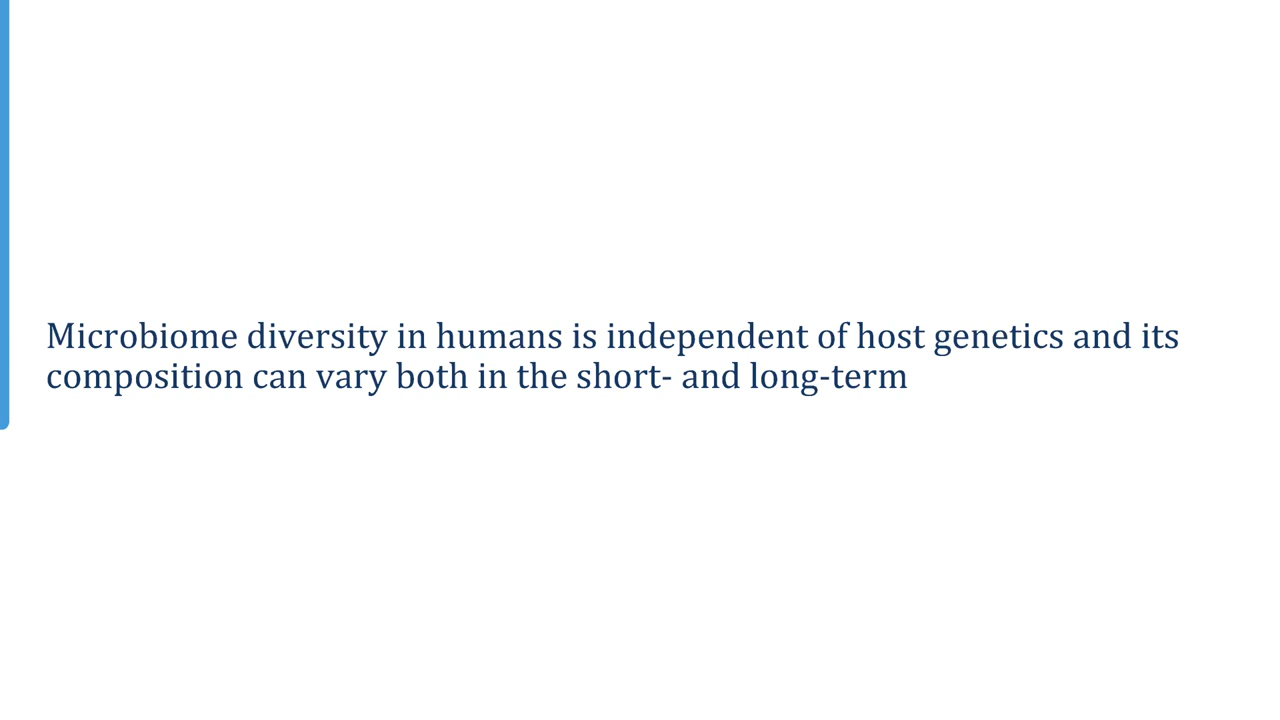 Microbiome diversity in humans is independent of host genetics and its
composition can vary both in the short- and long-term